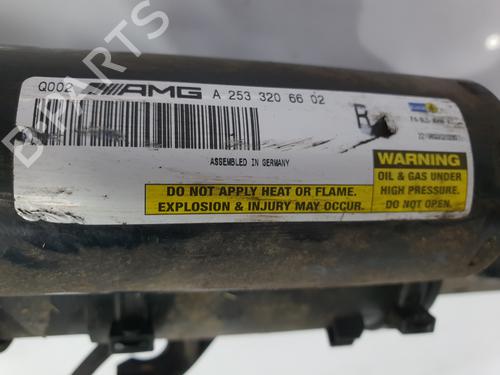 Q002 AMG A 253 320 66 02
R
ASSEMBLED IN GERMANY
WARNING
OIL & GAS UNDER
HIGH PRESSURE.
DO NOT OPEN.
DO NOT APPLY HEAT OR FLAME.
EXPLOSION & INJURY MAY OCCUR.
B-PARTS